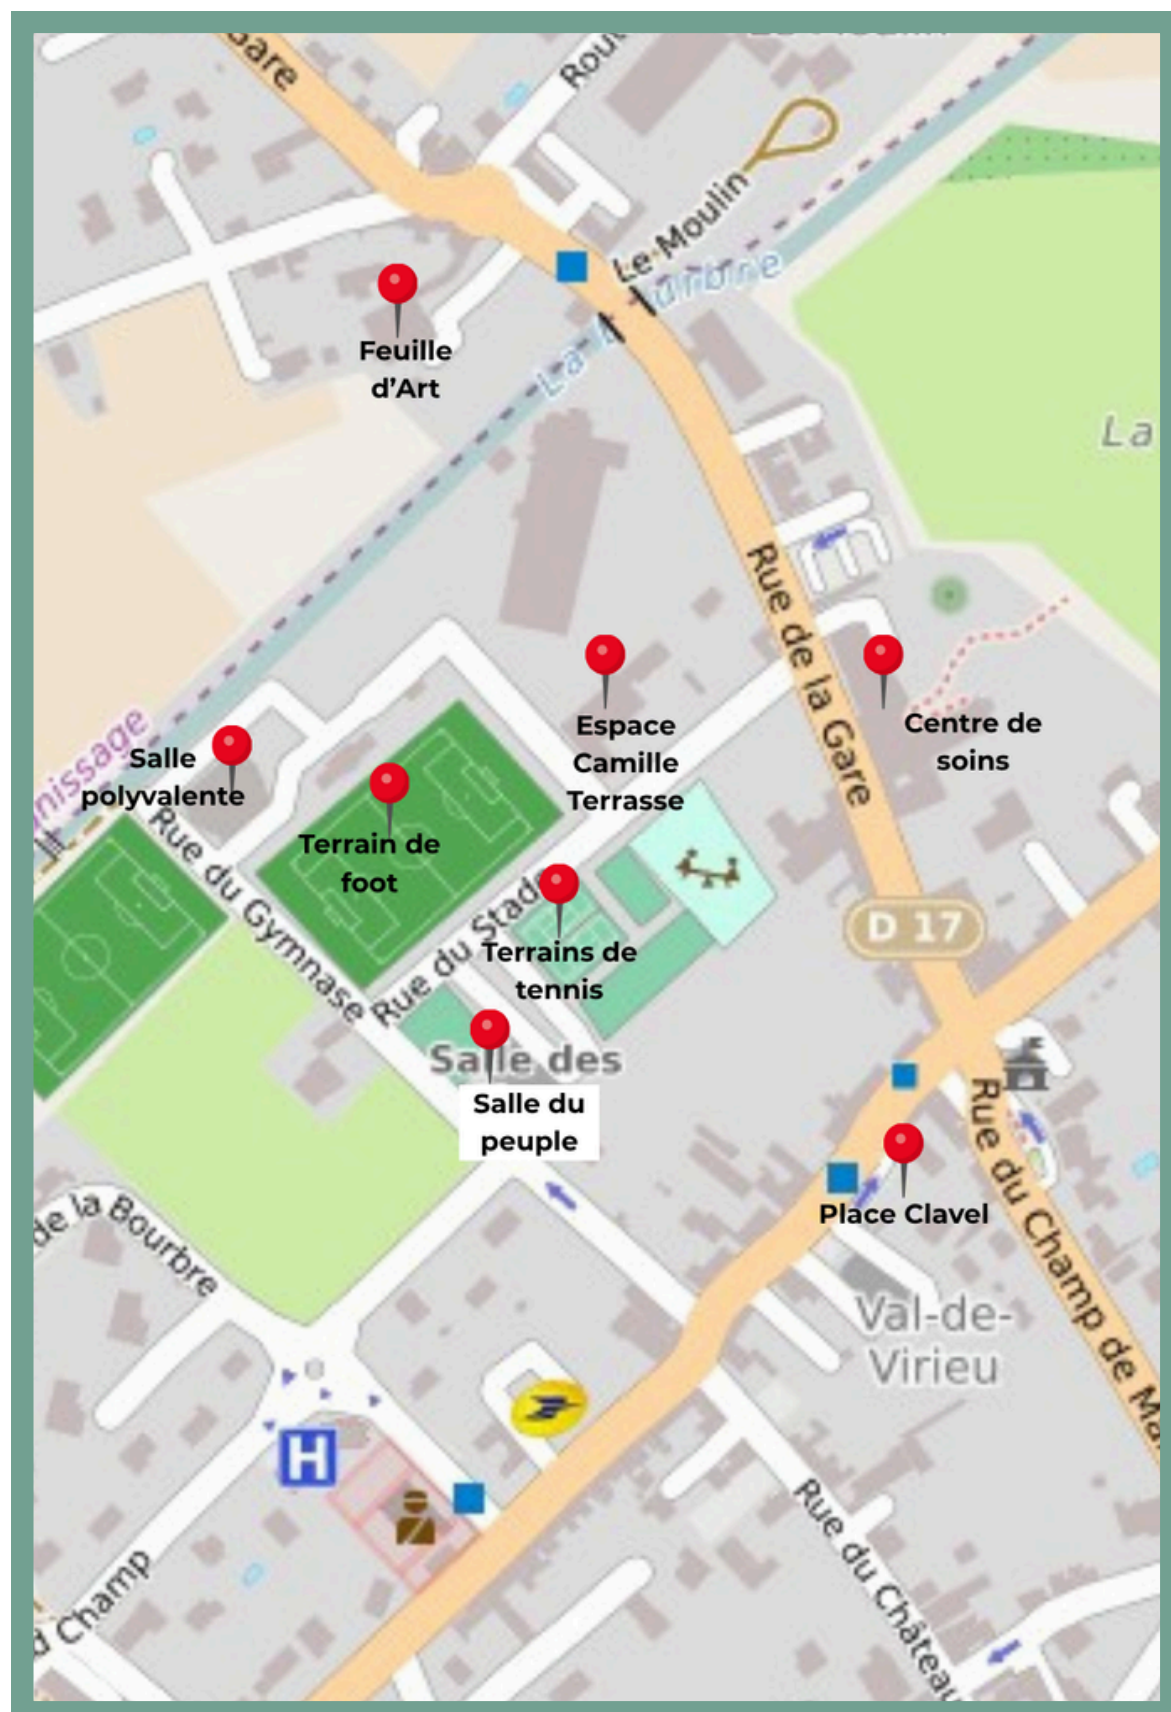 Gare
Le Moulin
La Bourbre
Feuille
d'Art
La
Rue de la Gare
Espace
Camille
Terrasse
Centre de
soins
Salle
polyvalente
Terrain de
foot
Rue du Gymnase
Rue du Stade
D 17
Terrains de
tennis
Salle des
Salle du
peuple
Place Clavel
de la Bourbre
Rue du Champ de Ma
Val-de-
Virieu
H
Rue du Château
d Champ